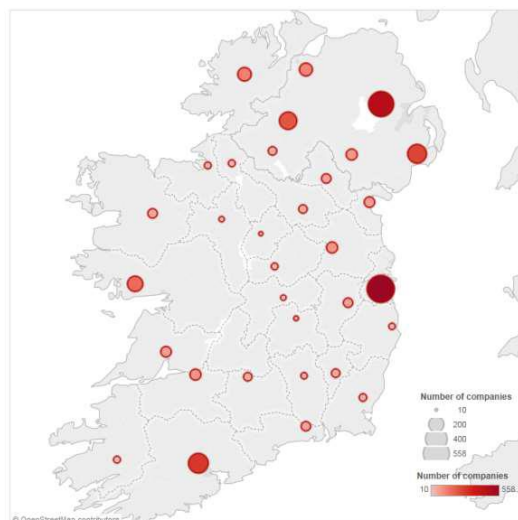 Number of companies
10
200
400
558
Number of companies
10 558
© OpenStreetMap contributors